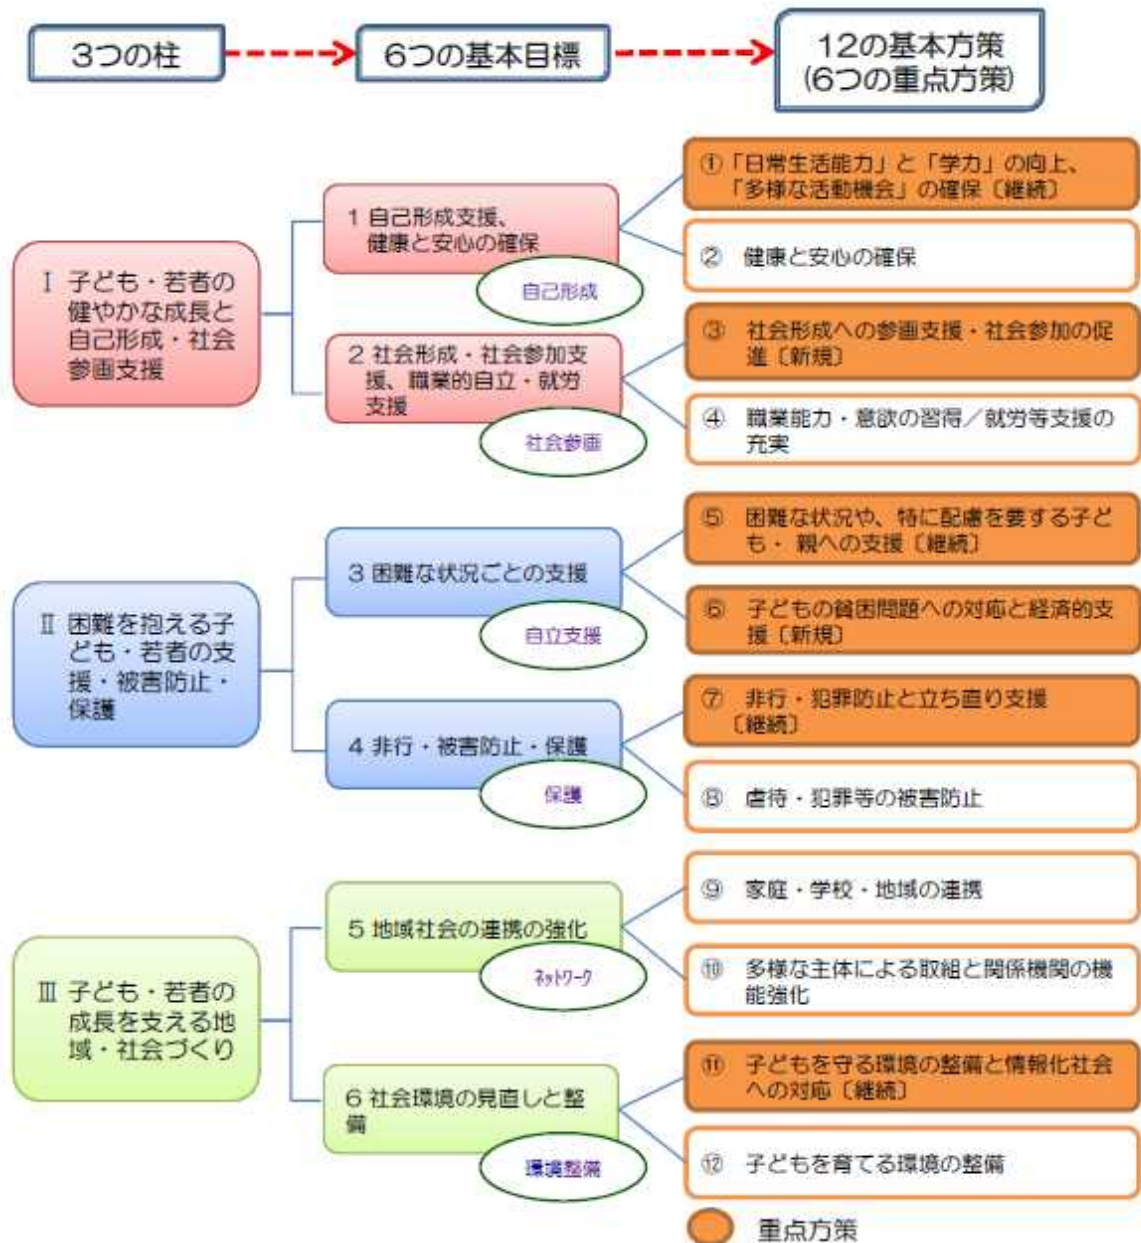 3つの柱
6つの基本目標
12の基本方策
(6つの重点方策)
Ⅰ 子ども・若者の
健やかな成長と
自己形成・社会
参画支援
1 自己形成支援、
健康と安心の確保
自己形成
2 社会形成・社会参加支
援、職業的自立・就労
支援
社会参画
①「日常生活能力」と「学力」の向上、
「多様な活動機会」の確保〔継続〕
② 健康と安心の確保
③ 社会形成への参画支援・社会参加の促
進〔新規〕
④ 職業能力・意欲の習得／就労等支援の
充実
Ⅱ 困難を抱える子
ども・若者の支
援・被害防止・
保護
3 困難な状況ごとの支援
自立支援
4 非行・被害防止・保護
保護
⑤ 困難な状況や、特に配慮を要する子ど
も・ 親への支援〔継続〕
⑥ 子どもの貧困問題への対応と経済的支
援〔新規〕
⑦ 非行・犯罪防止と立ち直り支援
〔継続〕
⑧ 虐待・犯罪等の被害防止
Ⅲ 子ども・若者の
成長を支える地
域・社会づくり
5 地域社会の連携の強化
ﾈｯﾄﾜｰｸ
6 社会環境の見直しと整
備
環境整備
⑨ 家庭・学校・地域の連携
⑩ 多様な主体による取組と関係機関の機
能強化
⑪ 子どもを守る環境の整備と情報化社会
への対応〔継続〕
⑫ 子どもを育てる環境の整備
重点方策